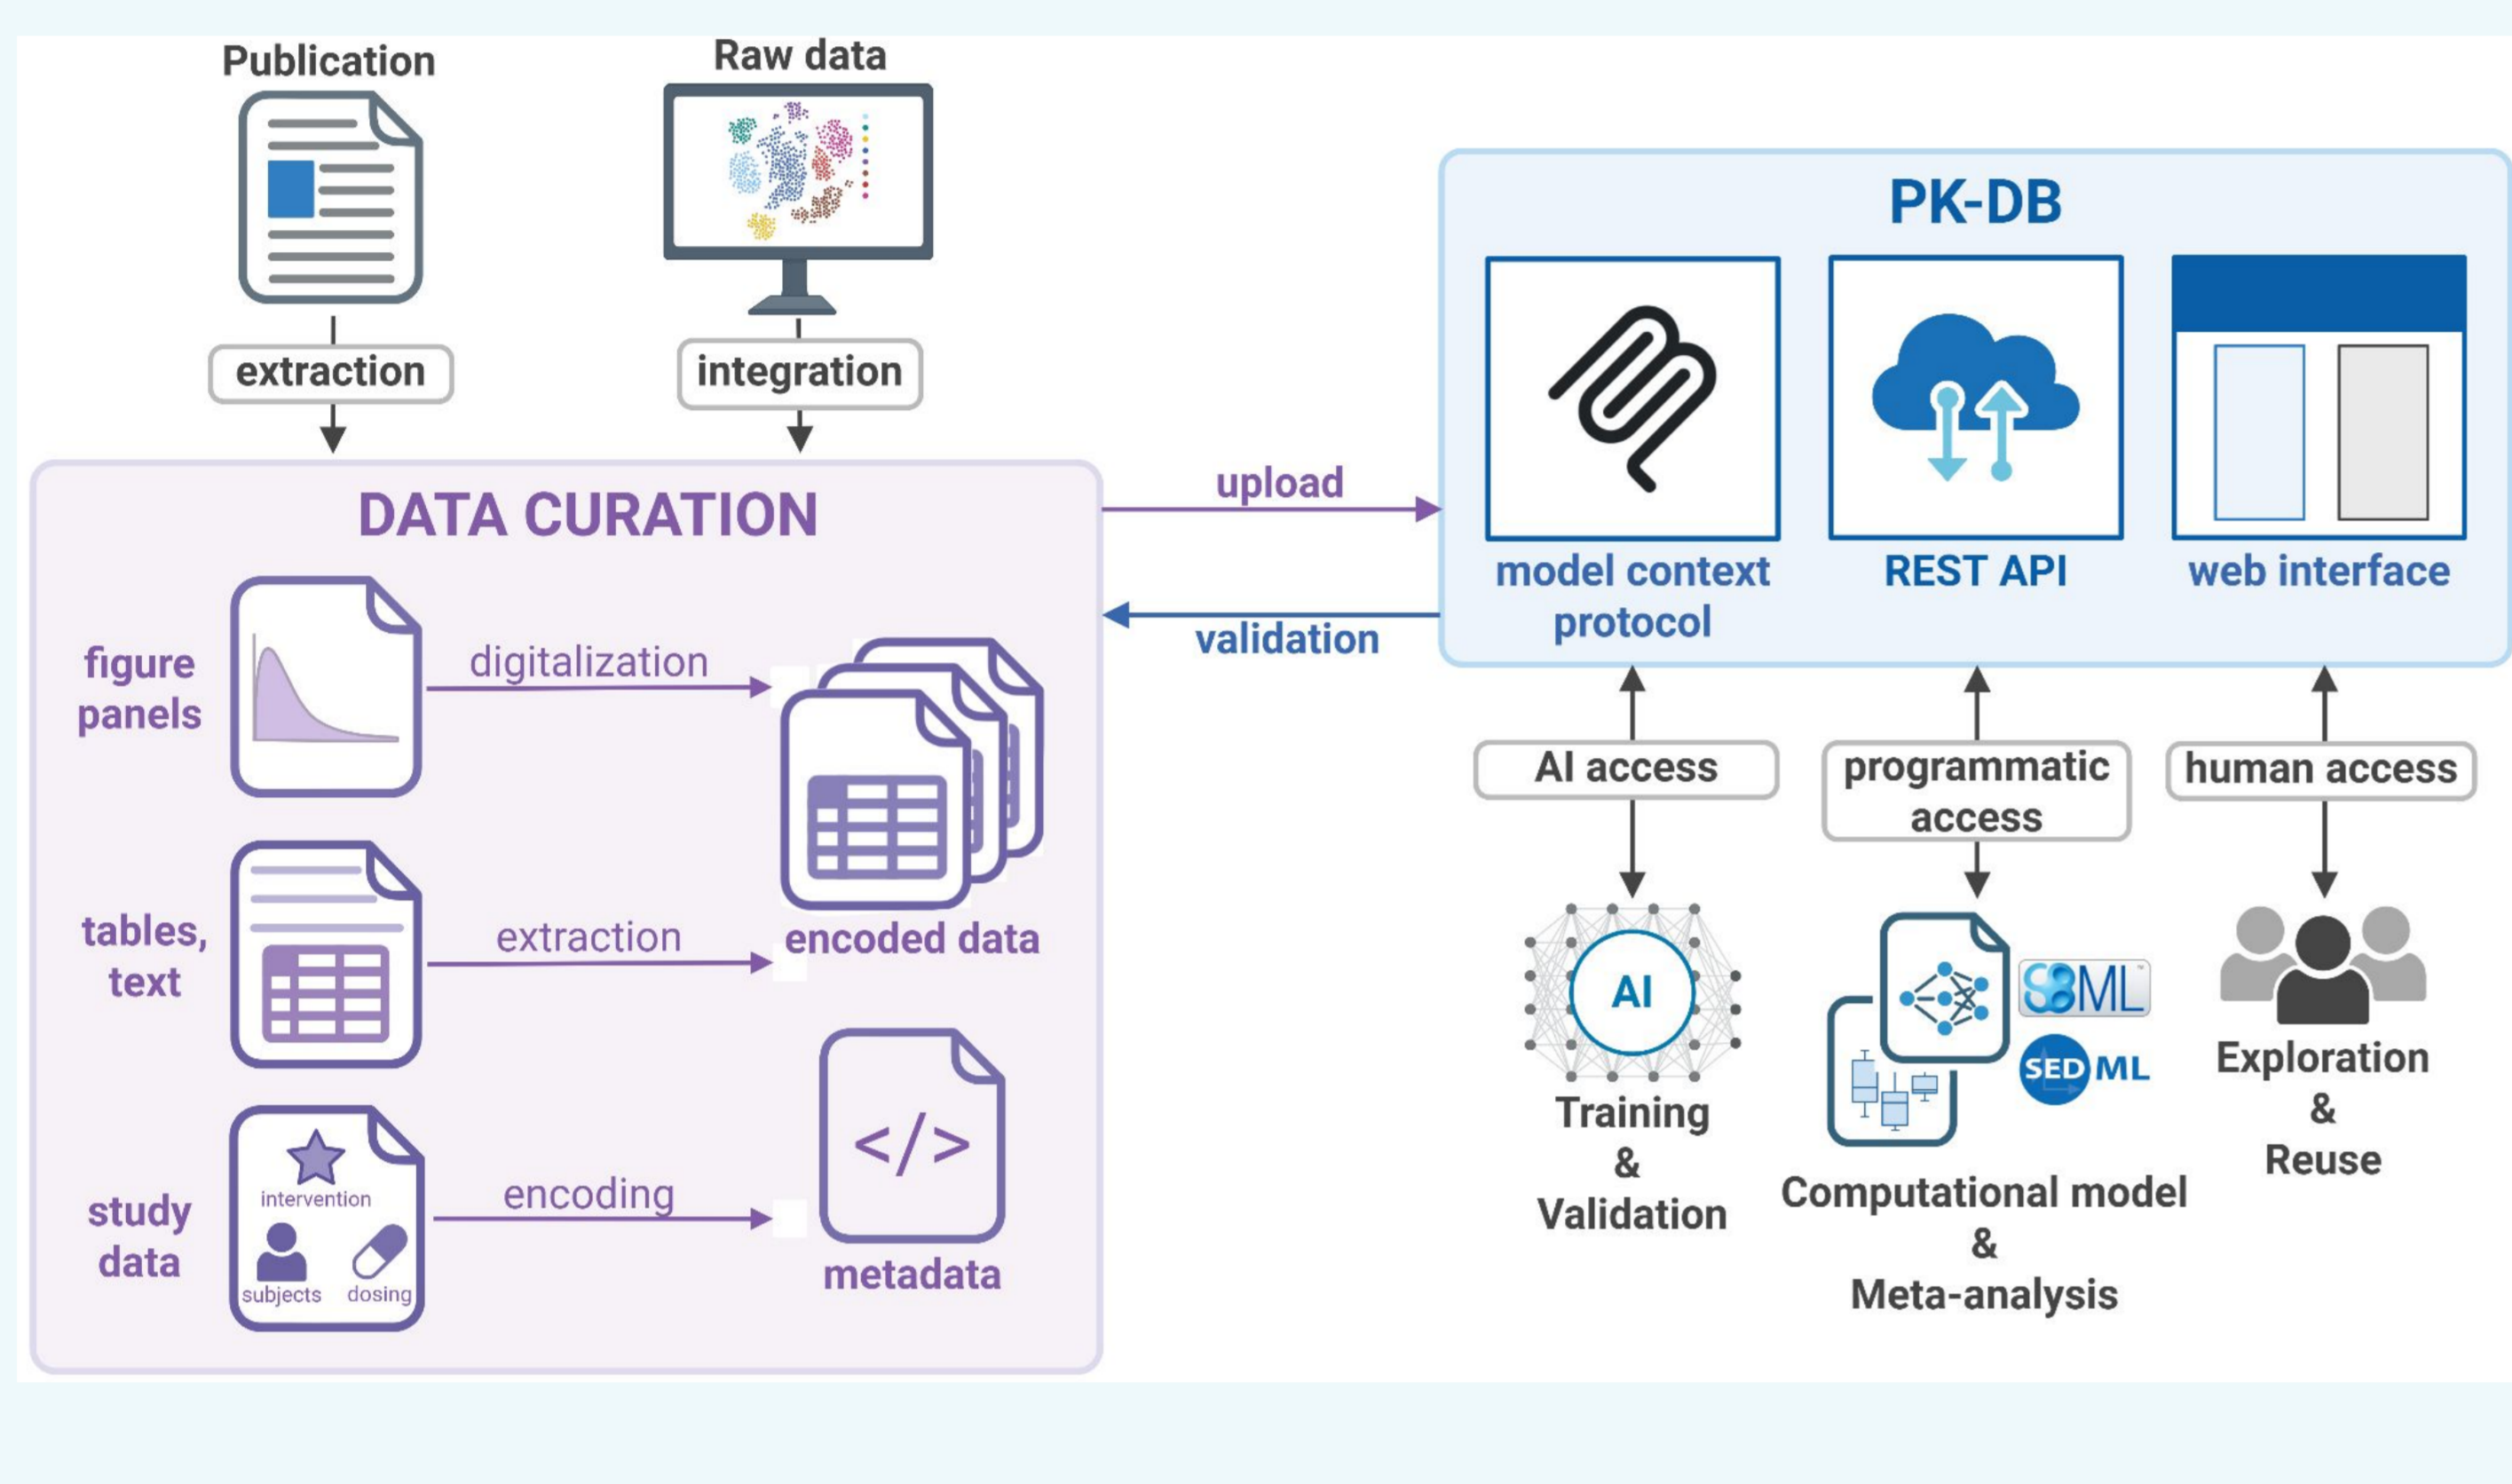 Publication
Raw data
extraction
integration
DATA CURATION
figure
panels
digitalization
encoded data
tables,
text
extraction
study
data
intervention
subjects
dosing
encoding
</>
metadata
upload
validation
PK-DB
model context
protocol
REST API
web interface
AI access
programmatic
access
human access
AI
Training
&
Validation
SBML
SED ML
Computational model
&
Meta-analysis
Exploration
&
Reuse